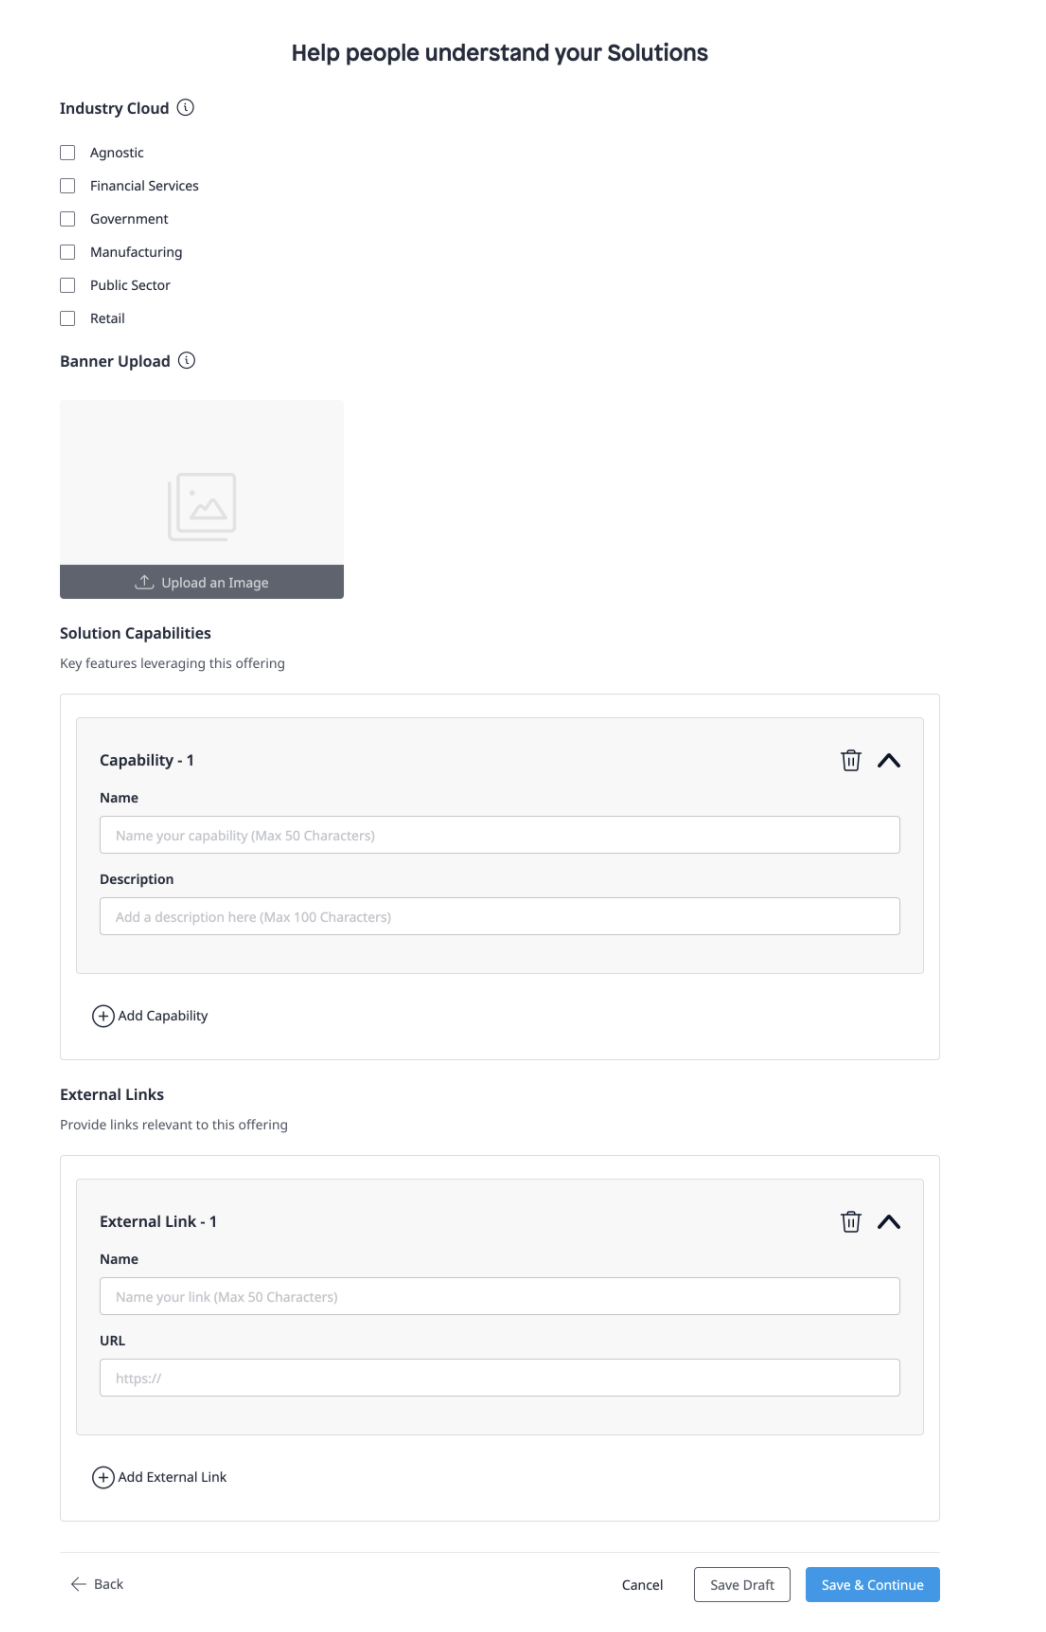 Help people understand your Solutions
Industry Cloud
Agnostic
Financial Services
Government
Manufacturing
Public Sector
Retail
Banner Upload
Upload an Image
Solution Capabilities
Key features leveraging this offering
Capability - 1
Name
Name your capability (Max 50 Characters)
Description
Add a description here (Max 100 Characters)
Add Capability
External Links
Provide links relevant to this offering
External Link - 1
Name
Name your link (Max 50 Characters)
URL
https://
Add External Link
Back
Cancel
Save Draft
Save & Continue